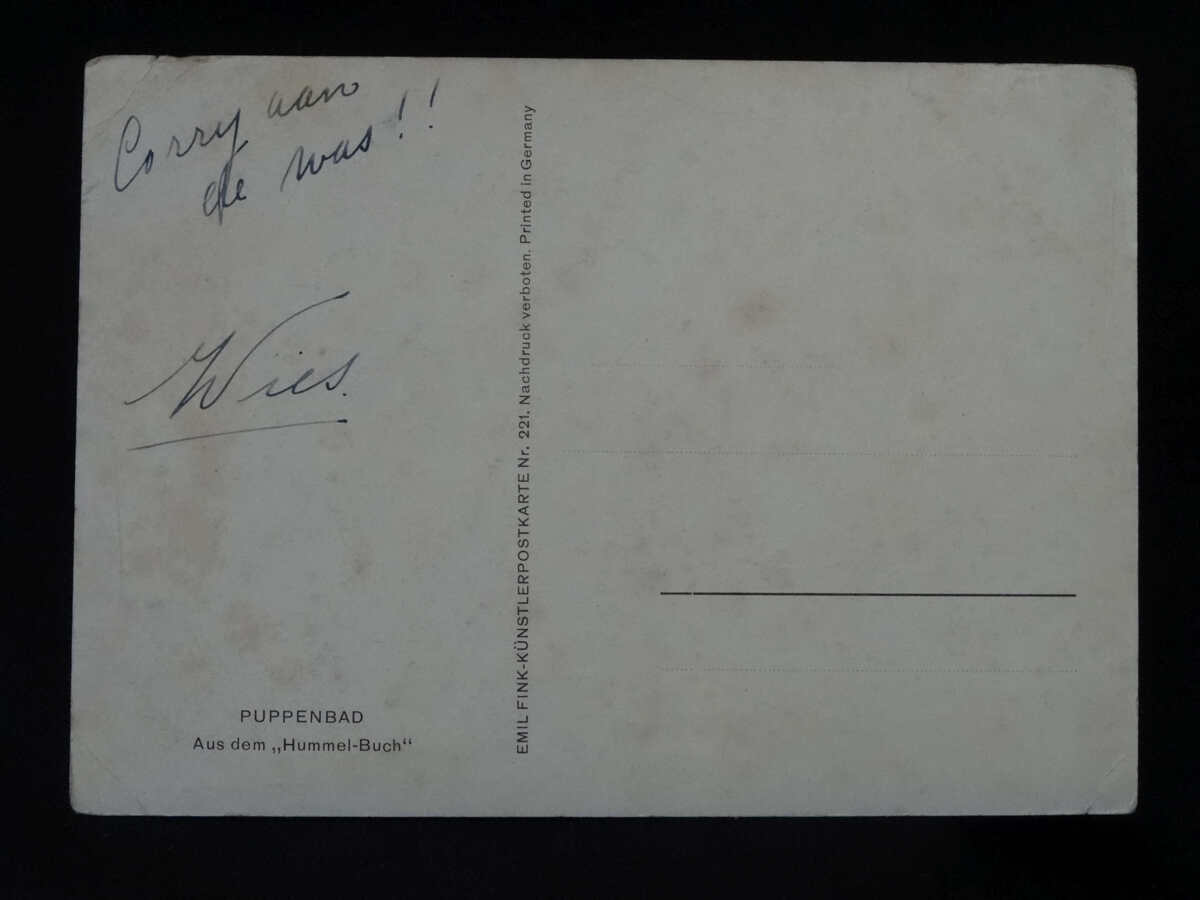 Corry aan
de was!!
Wies.
PUPPENBAD
Aus dem „Hummel-Buch“
EMIL FINK-KÜNSTLERPOSTKARTE Nr. 221. Nachdruck verboten. Printed in Germany